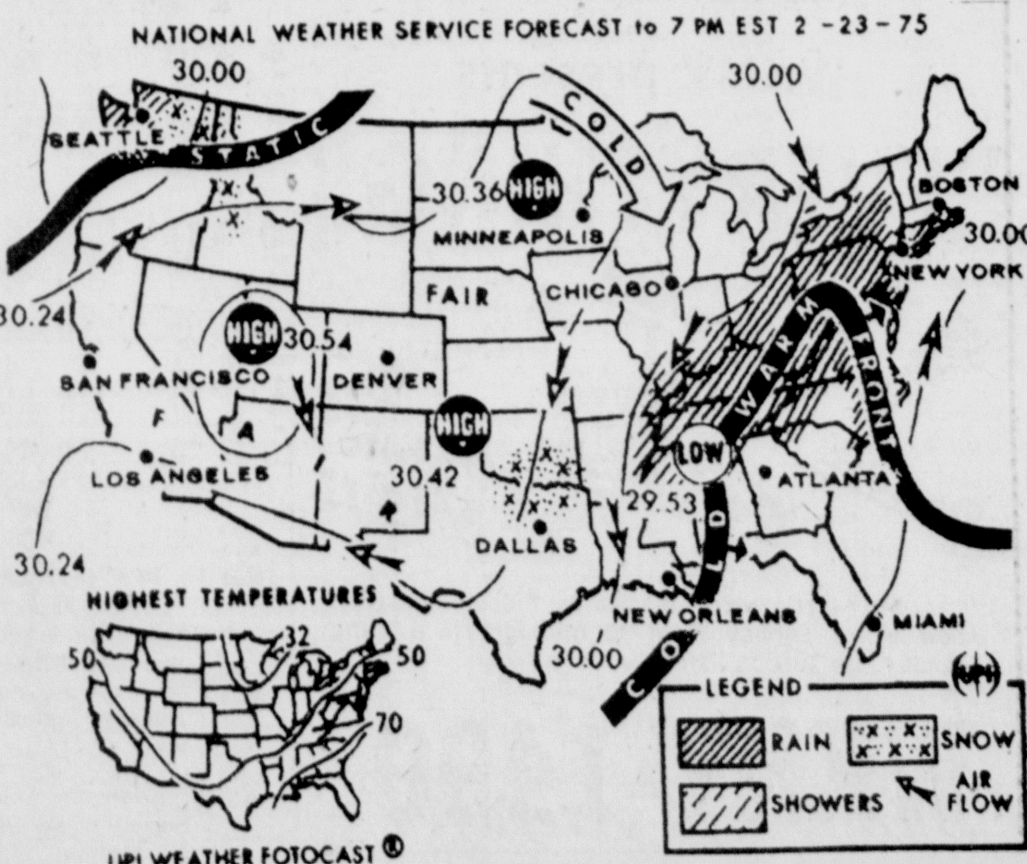 NATIONAL WEATHER SERVICE FORECAST to 7 PM EST 2-23-75
30.00
30.00
COLD
SEATTLE
STATIC
30.36
HIGH
BOSTON
MINNEAPOLIS
30.00
NEW YORK
FAIR
CHICAGO
30.24
HIGH
30.54
WARM FRONT
SAN FRANCISCO
DENVER
F
A
I
R
HIGH
LOW
LOS ANGELES
30.42
ATLANTA
29.53
DALLAS
COLD
30.24
NEW ORLEANS
MIAMI
30.00
HIGHEST TEMPERATURES
50
32
50
70
UPI
LEGEND
RAIN
SNOW
SHOWERS
AIR FLOW
UPI WEATHER FOTOCAST ®